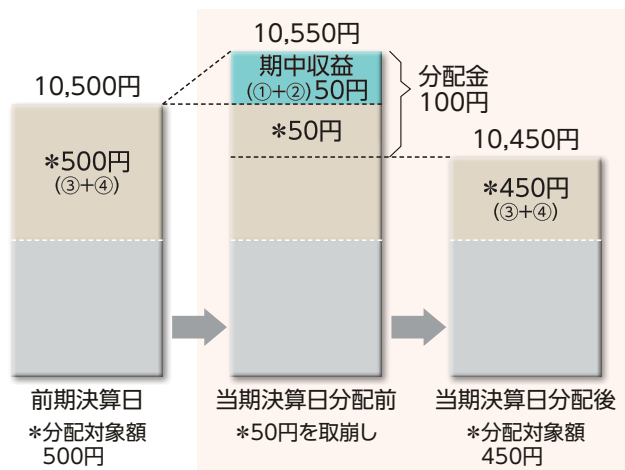 10,550円
期中収益
(①+②)50円
分配金
100円
10,500円
*50円
10,450円
*500円
(③+④)
*450円
(③+④)
前期決算日
当期決算日分配前
当期決算日分配後
*分配対象額
500円
*50円を取崩し
*分配対象額
450円